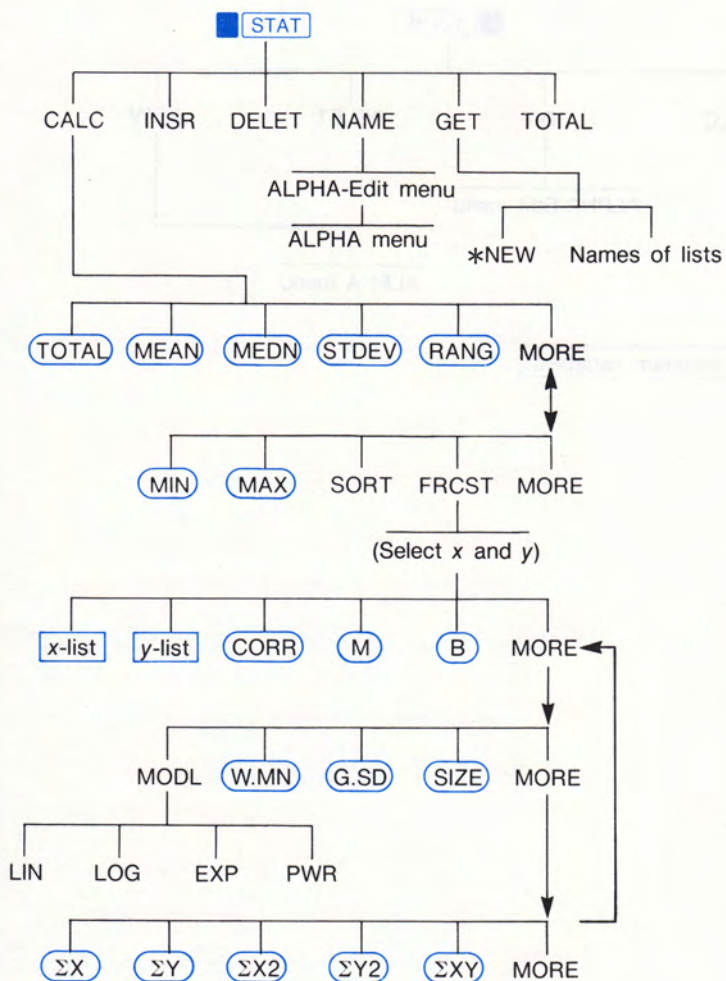 STAT
CALC INSR DELET NAME GET TOTAL
ALPHA-Edit menu
ALPHA menu
*NEW Names of lists
TOTAL MEAN MEDN STDEV RANG MORE
MIN MAX SORT FRCST MORE
(Select x and y)
x-list y-list CORR M B MORE
MODL W.MN G.SD SIZE MORE
LIN LOG EXP PWR
ΣX ΣY ΣX2 ΣY2 ΣXY MORE